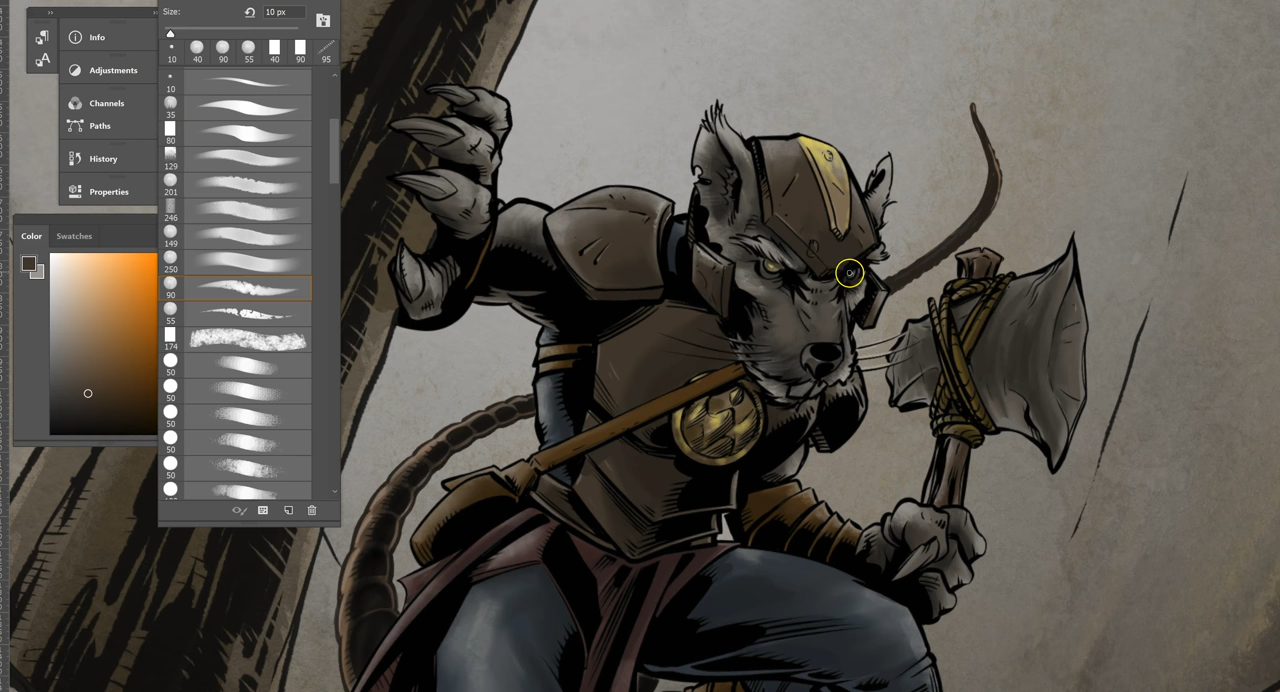 Size:
10 px
10 40 90 55 40 90 95
Info
Adjustments
Channels
Paths
History
Properties
Color Swatches
10
35
80
129
201
246
149
250
90
55
174
50
50
50
50
50